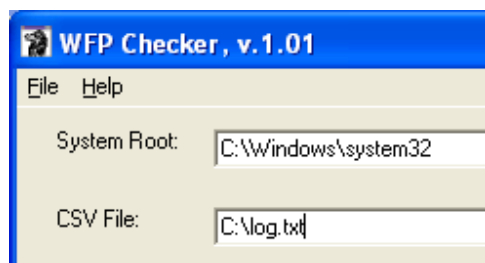 WFP Checker, v.1.01
File Help
System Root: C:\Windows\system32
CSV File: C:\log.txt